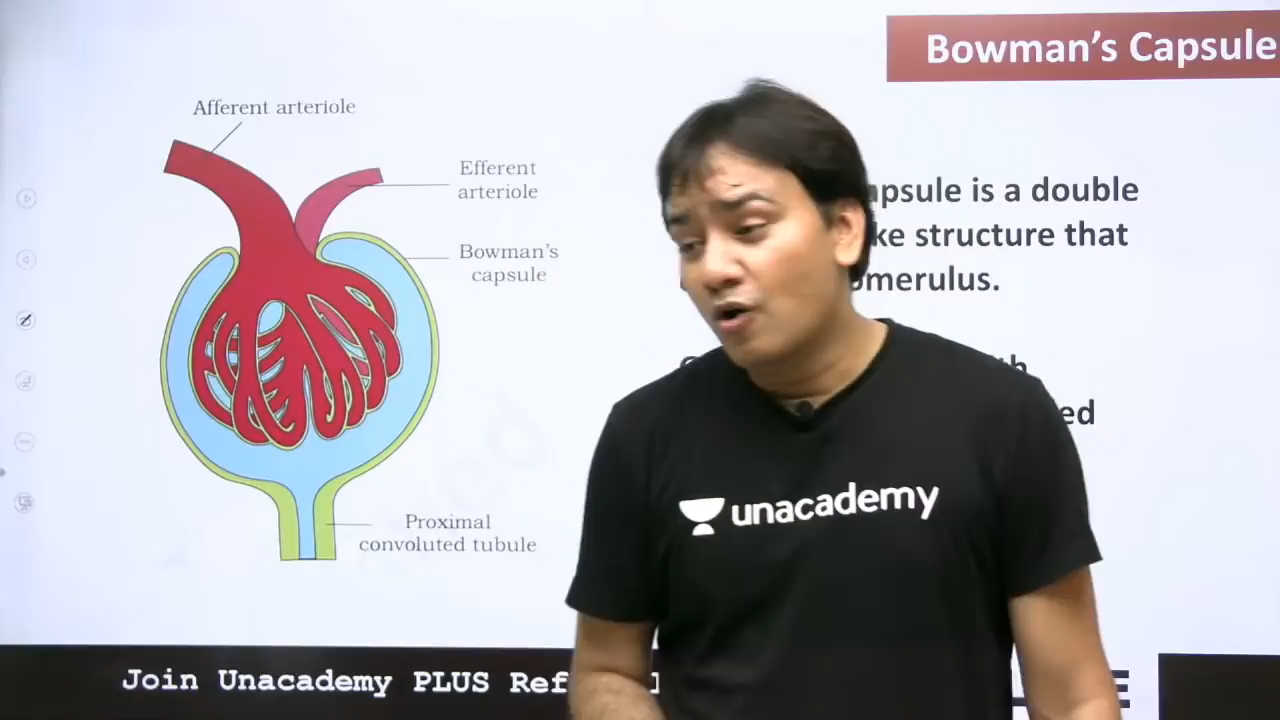 Bowman's Capsule
Afferent arteriole
Efferent
arteriole
Bowman's
capsule
Proximal
convoluted tubule
apsule is a double
ke structure that
omerulus.
ed
unacademy
Join Unacademy PLUS Ref